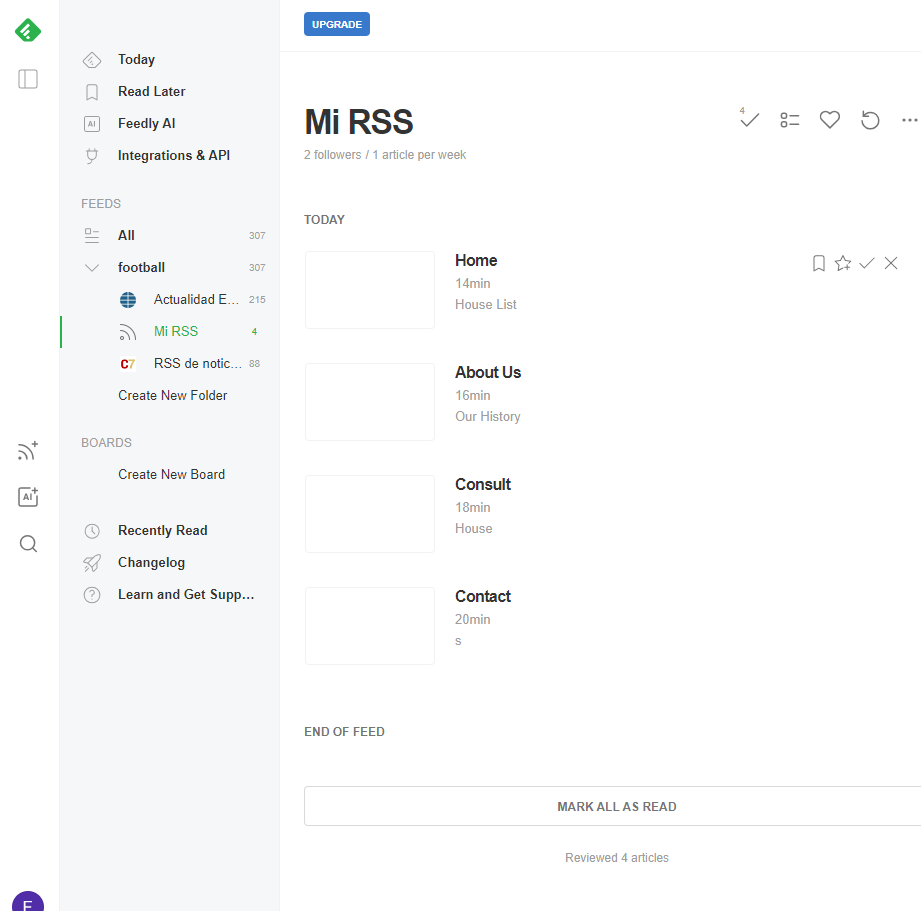 UPGRADE
Today
Read Later
AI
Feedly AI
Integrations & API
FEEDS
All 307
football 307
Actualidad E... 215
Mi RSS 4
C7 RSS de notic... 88
Create New Folder
BOARDS
Create New Board
AI
Recently Read
Changelog
Learn and Get Supp...
E
Mi RSS
4
2 followers / 1 article per week
TODAY
Home
14min
House List
About Us
16min
Our History
Consult
18min
House
Contact
20min
s
END OF FEED
MARK ALL AS READ
Reviewed 4 articles